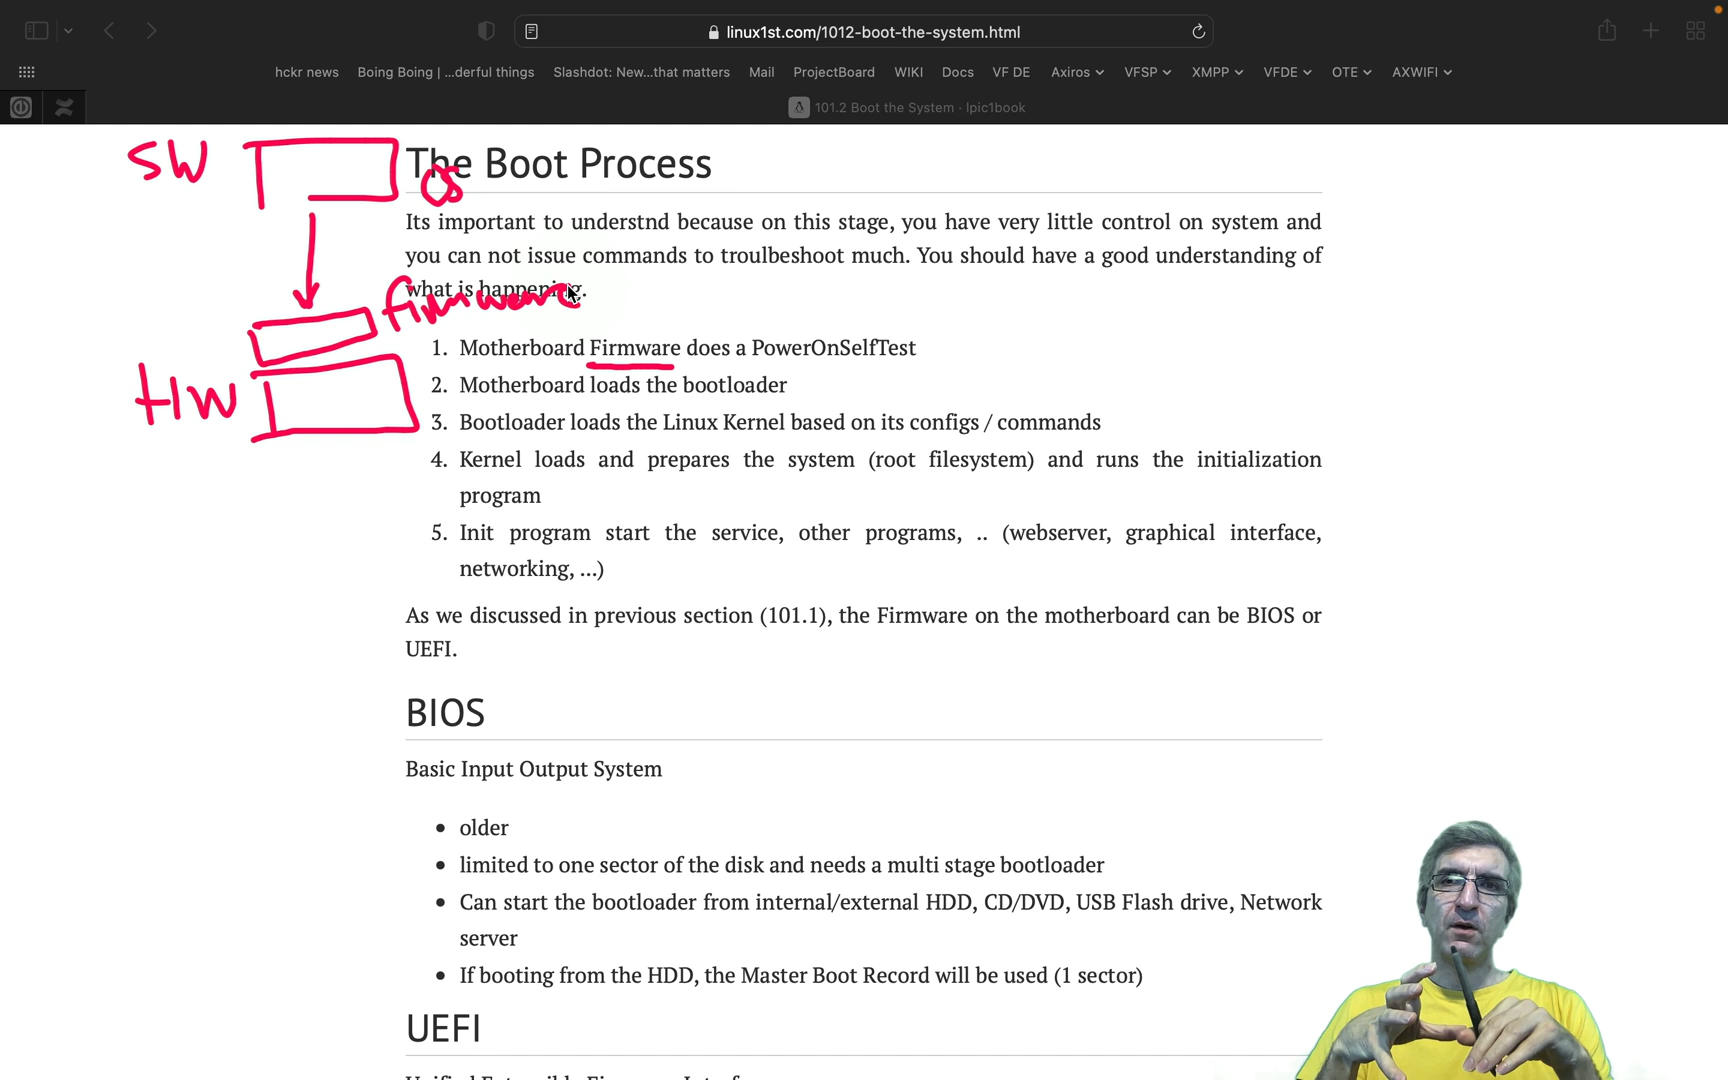 linux1st.com/1012-boot-the-system.html
hckr news Boing Boing | ...derful things Slashdot: New...that matters Mail ProjectBoard WIKI Docs VF DE Axiros VFSP XMPP VFDE OTE AXWIFI
101.2 Boot the System · lpic1book
SW
The Boot Process
OS
Its important to understnd because on this stage, you have very little control on system and
you can not issue commands to troulbeshoot much. You should have a good understanding of
what is happening.
firmware
1. Motherboard Firmware does a PowerOnSelfTest
2. Motherboard loads the bootloader
HW
3. Bootloader loads the Linux Kernel based on its configs / commands
4. Kernel loads and prepares the system (root filesystem) and runs the initialization
program
5. Init program start the service, other programs, .. (webserver, graphical interface,
networking, ...)
As we discussed in previous section (101.1), the Firmware on the motherboard can be BIOS or
UEFI.
BIOS
Basic Input Output System
• older
• limited to one sector of the disk and needs a multi stage bootloader
• Can start the bootloader from internal/external HDD, CD/DVD, USB Flash drive, Network
server
• If booting from the HDD, the Master Boot Record will be used (1 sector)
UEFI